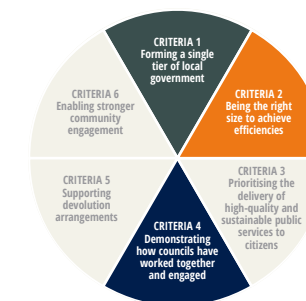 CRITERIA 1
Forming a single
tier of local
government
CRITERIA 2
Being the right
size to achieve
efficiencies
CRITERIA 3
Prioritising the
delivery of
high-quality and
sustainable public
services to
citizens
CRITERIA 4
Demonstrating
how councils have
worked together
and engaged
CRITERIA 5
Supporting
devolution
arrangements
CRITERIA 6
Enabling stronger
community
engagement